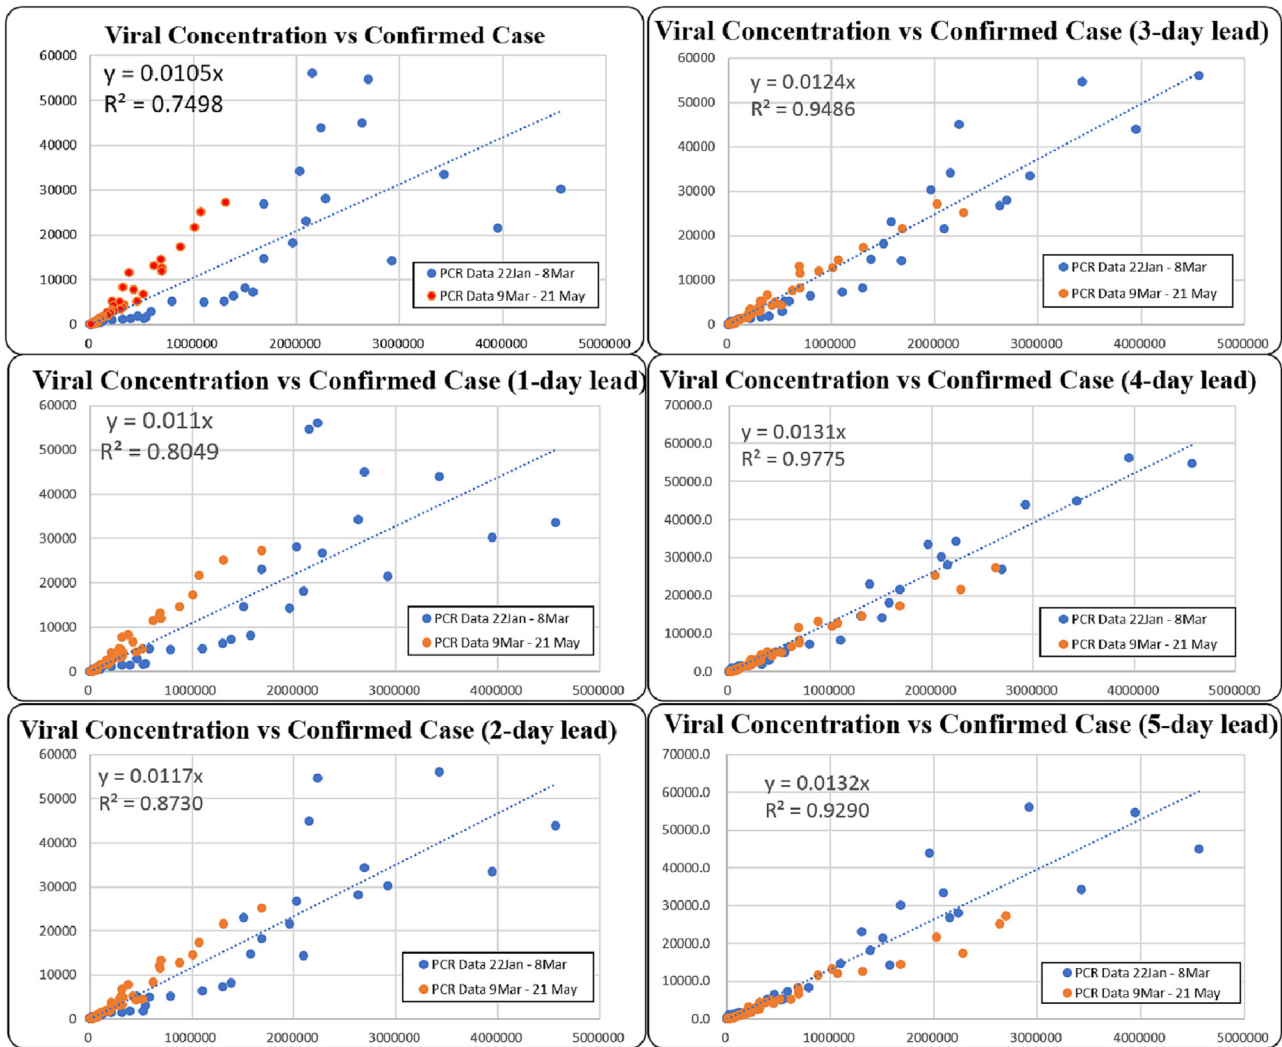 Viral Concentration vs Confirmed Case
y = 0.0105x
R² = 0.7498
60000
50000
40000
30000
20000
10000
0
PCR Data 22Jan - 8Mar
PCR Data 9Mar - 21 May
0 1000000 2000000 3000000 4000000 5000000
Viral Concentration vs Confirmed Case (3-day lead)
y = 0.0124x
R² = 0.9486
60000
50000
40000
30000
20000
10000
0
PCR Data 22Jan - 8Mar
PCR Data 9Mar - 21 May
0 1000000 2000000 3000000 4000000 5000000
Viral Concentration vs Confirmed Case (1-day lead)
y = 0.011x
R² = 0.8049
60000
50000
40000
30000
20000
10000
0
PCR Data 22Jan - 8Mar
PCR Data 9Mar - 21 May
0 1000000 2000000 3000000 4000000 5000000
Viral Concentration vs Confirmed Case (4-day lead)
y = 0.0131x
R² = 0.9775
70000.0
60000.0
50000.0
40000.0
30000.0
20000.0
10000.0
0.0
PCR Data 22Jan - 8Mar
PCR Data 9Mar - 21 May
0 1000000 2000000 3000000 4000000 5000000
Viral Concentration vs Confirmed Case (2-day lead)
y = 0.0117x
R² = 0.8730
60000
50000
40000
30000
20000
10000
0
PCR Data 22Jan - 8Mar
PCR Data 9Mar - 21 May
0 1000000 2000000 3000000 4000000 5000000
Viral Concentration vs Confirmed Case (5-day lead)
y = 0.0132x
R² = 0.9290
70000.0
60000.0
50000.0
40000.0
30000.0
20000.0
10000.0
0.0
PCR Data 22Jan - 8Mar
PCR Data 9Mar - 21 May
0 1000000 2000000 3000000 4000000 5000000